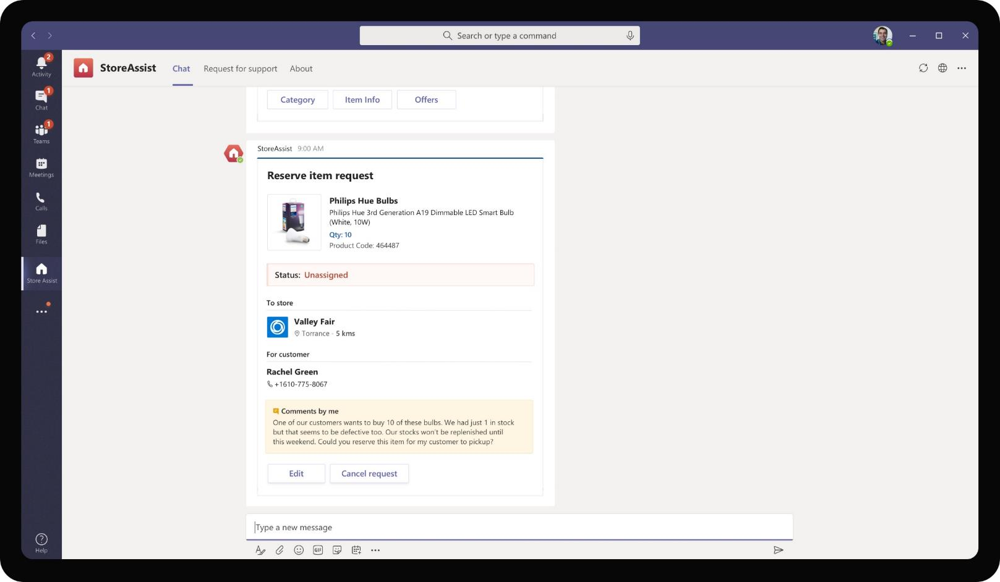 Search or type a command
Activity
2
Chat
1
Teams
1
Meetings
Calls
Files
Store Assist
Help
StoreAssist
Chat
Request for support
About
Category
Item Info
Offers
StoreAssist 9:00 AM
Reserve item request
Philips Hue Bulbs
Philips Hue 3rd Generation A19 Dimmable LED Smart Bulb
(White, 10W)
Qty: 10
Product Code: 464487
Status: Unassigned
To store
Valley Fair
Torrance · 5 kms
For customer
Rachel Green
+1610-775-8067
Comments by me
One of our customers wants to buy 10 of these bulbs. We had just 1 in stock
but that seems to be defective too. Our stocks won't be replenished until
this weekend. Could you reserve this item for my customer to pickup?
Edit
Cancel request
Type a new message
GIF